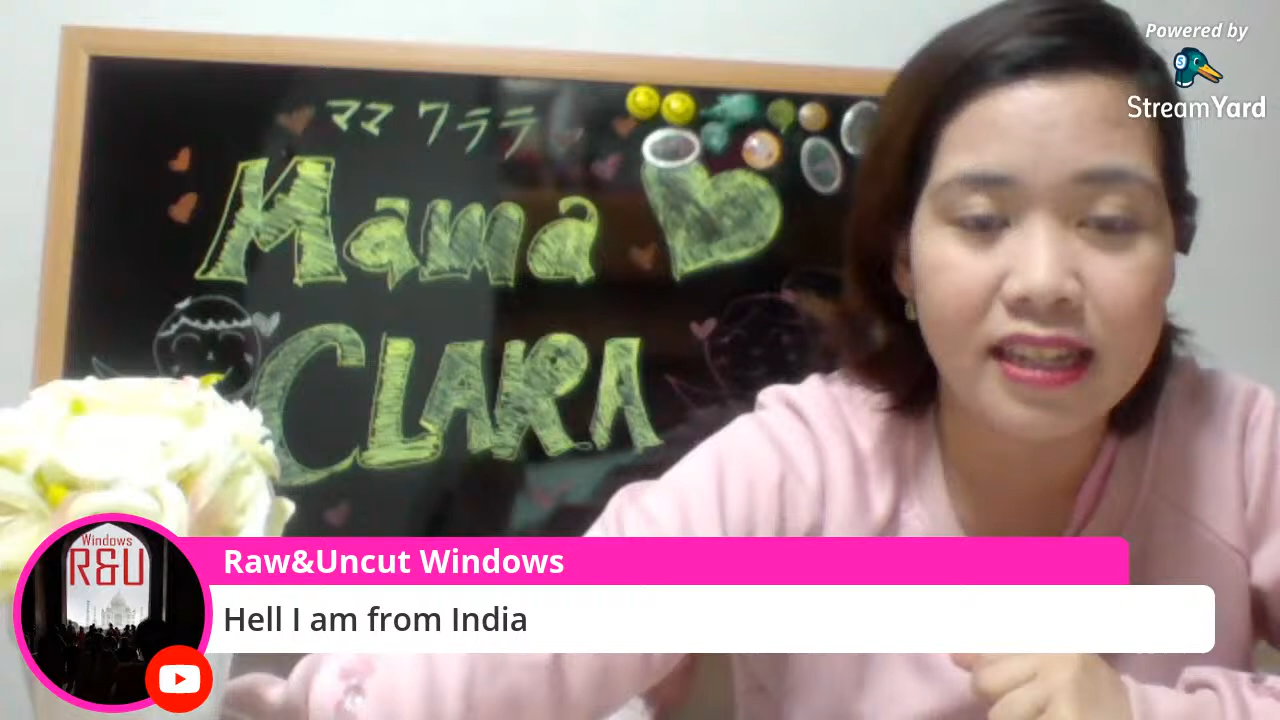 Powered by
StreamYard
ママ クララ
Mama
CLARA
Windows
R&U
Raw&Uncut Windows
Hell I am from India